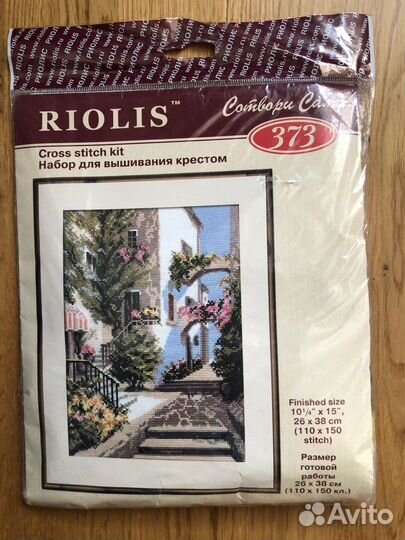 RIOLIS™
Сотвори Сама
373
Cross stitch kit
Набор для вышивания крестом
Finished size
10¹/₄" x 15",
26 x 38 cm
(110 x 150
stitch)
Размер
готовой
работы
26 x 38 см
(110 x 150 кл.)
Avito